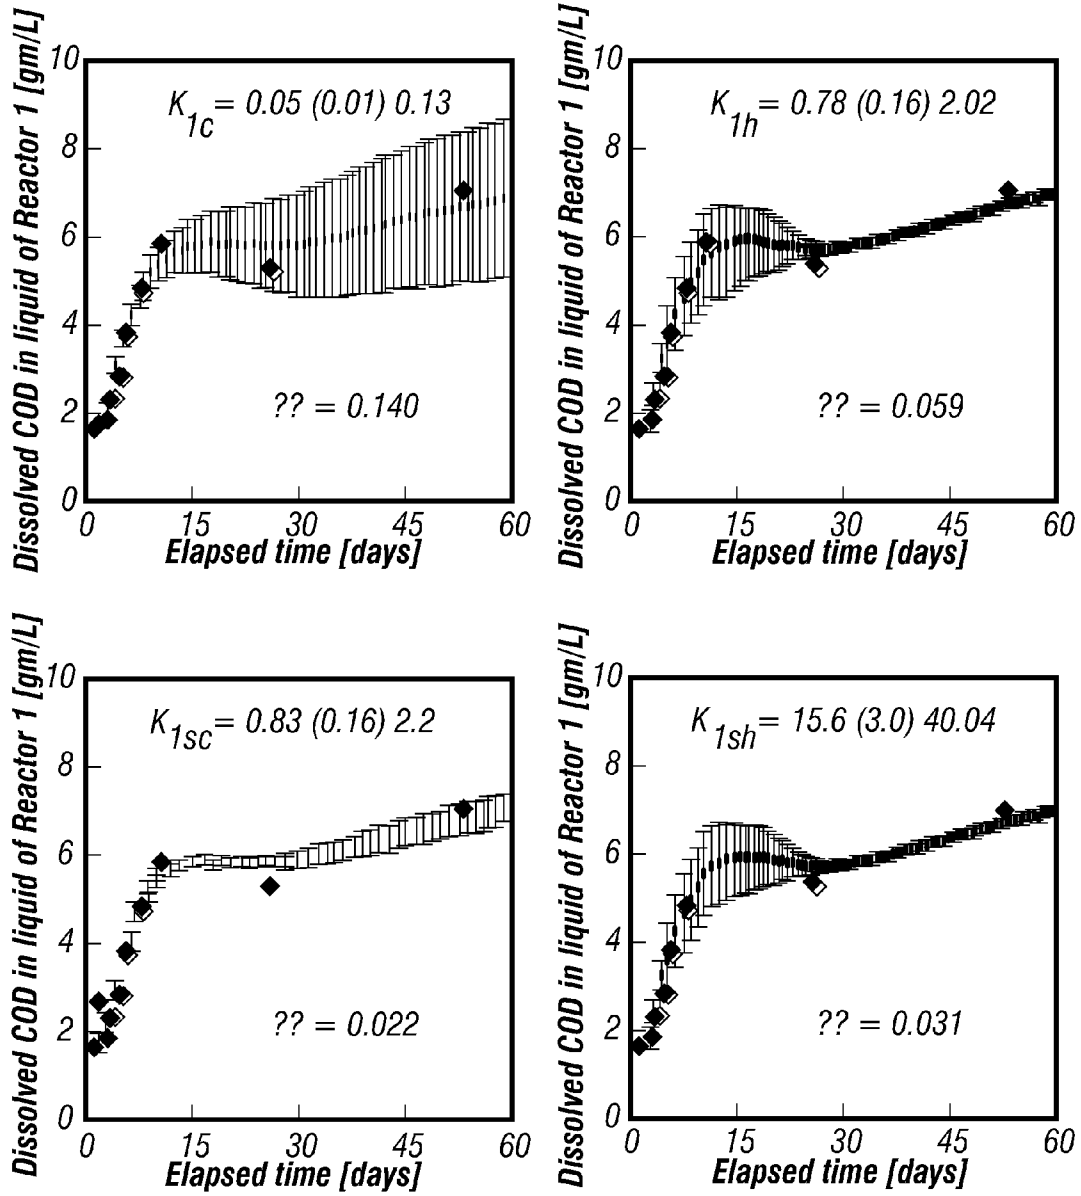 Dissolved COD in liquid of Reactor 1 [gm/L]
10
8
6
4
2
0
K1c = 0.05 (0.01) 0.13
?? = 0.140
0 15 30 45 60
Elapsed time [days]
Dissolved COD in liquid of Reactor 1 [gm/L]
10
8
6
4
2
0
K1h = 0.78 (0.16) 2.02
?? = 0.059
0 15 30 45 60
Elapsed time [days]
Dissolved COD in liquid of Reactor 1 [gm/L]
10
8
6
4
2
0
K1sc = 0.83 (0.16) 2.2
?? = 0.022
0 15 30 45 60
Elapsed time [days]
Dissolved COD in liquid of Reactor 1 [gm/L]
10
8
6
4
2
0
K1sh = 15.6 (3.0) 40.04
?? = 0.031
0 15 30 45 60
Elapsed time [days]